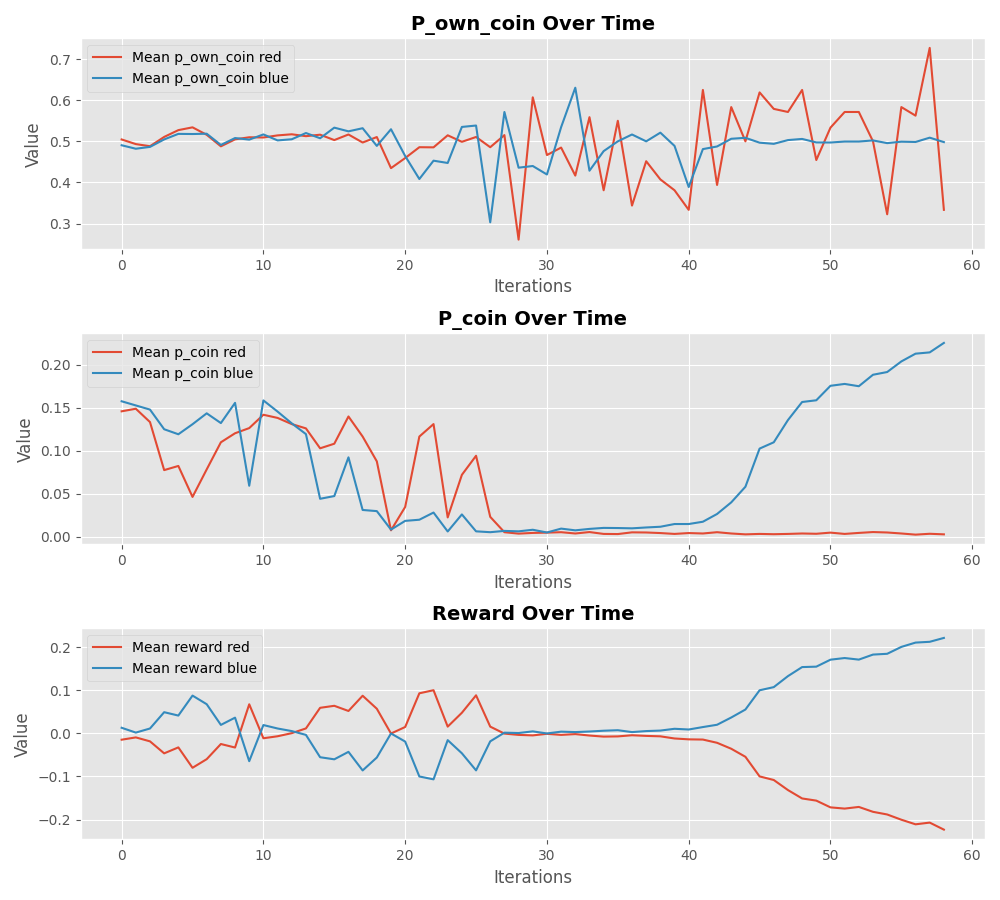 P_own_coin Over Time
Mean p_own_coin red
Mean p_own_coin blue
Value
0.7
0.6
0.5
0.4
0.3
0 10 20 30 40 50 60
Iterations
P_coin Over Time
Mean p_coin red
Mean p_coin blue
Value
0.20
0.15
0.10
0.05
0.00
0 10 20 30 40 50 60
Iterations
Reward Over Time
Mean reward red
Mean reward blue
Value
0.2
0.1
0.0
−0.1
−0.2
0 10 20 30 40 50 60
Iterations